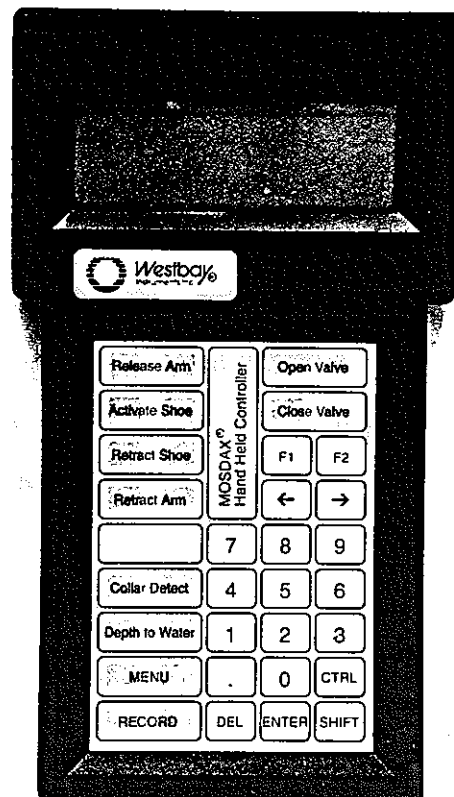 Westbay®
Instruments Inc.
Release Arm
MOSDAX®
Hand Held Controller
Open Valve
Activate Shoe
Close Valve
Retract Shoe
F1 F2
Retract Arm
← →
7 8 9
Collar Detect 4 5 6
Depth to Water 1 2 3
MENU . 0 CTRL
RECORD DEL ENTER SHIFT